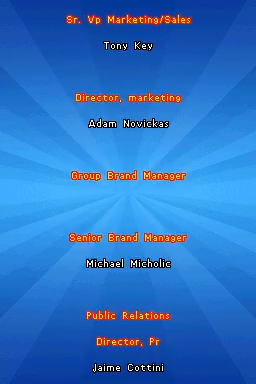 Sr. Vp Marketing/Sales
Tony Key
Director, marketing
Adam Novickas
Group Brand Manager
Senior Brand Manager
Michael Micholic
Public Relations
Director, Pr
Jaime Cottini